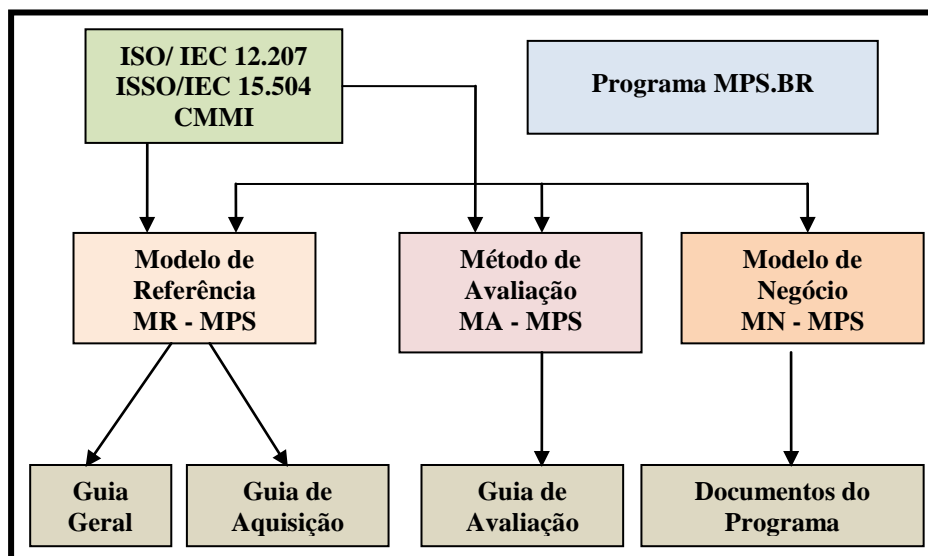 ISO/ IEC 12.207
ISSO/IEC 15.504
CMMI
Programa MPS.BR
Modelo de
Referência
MR - MPS
Método de
Avaliação
MA - MPS
Modelo de
Negócio
MN - MPS
Guia
Geral
Guia de
Aquisição
Guia de
Avaliação
Documentos do
Programa